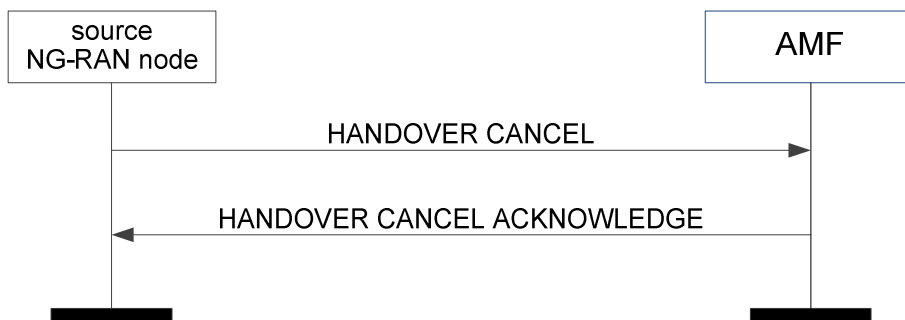 source
NG-RAN node
AMF
HANDOVER CANCEL
HANDOVER CANCEL ACKNOWLEDGE